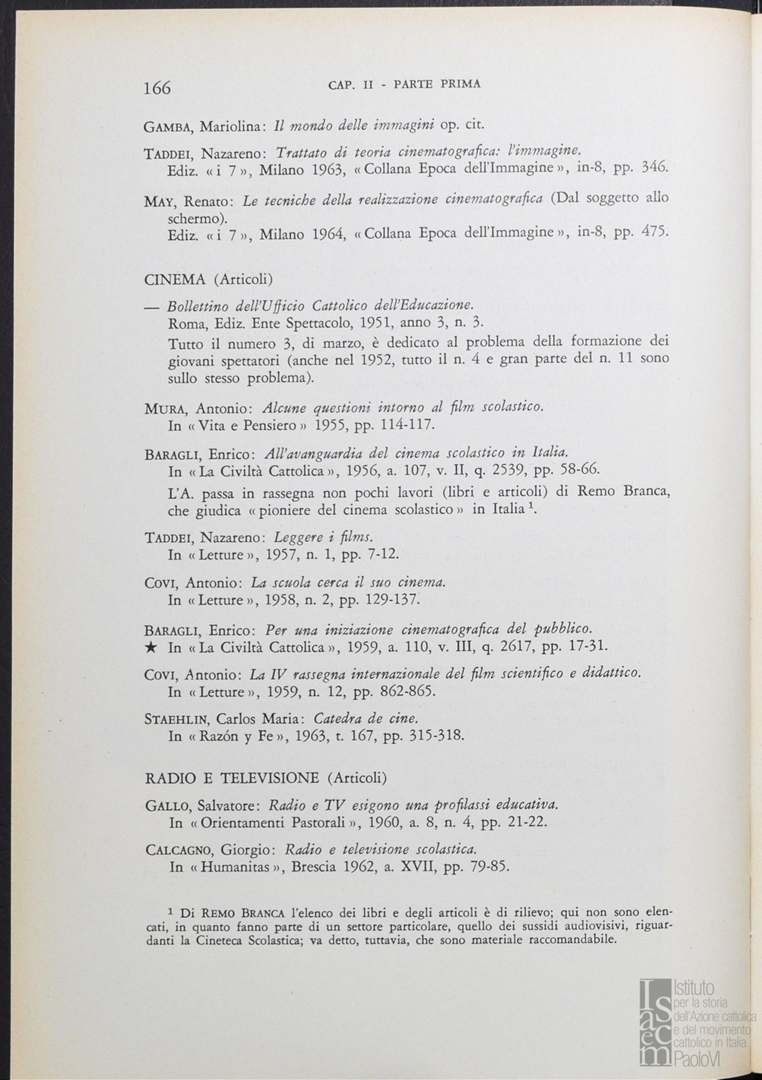 166
CAP. II - PARTE PRIMA
GAMBA, Mariolina: Il mondo delle immagini op. cit.
TADDEI, Nazareno: Trattato di teoria cinematografica: l'immagine.
Ediz. « i 7 », Milano 1963, « Collana Epoca dell'Immagine », in-8, pp. 346.
MAY, Renato: Le tecniche della realizzazione cinematografica (Dal soggetto allo
schermo).
Ediz. « i 7 », Milano 1964, « Collana Epoca dell'Immagine », in-8, pp. 475.
CINEMA (Articoli)
— Bollettino dell'Ufficio Cattolico dell'Educazione.
Roma, Ediz. Ente Spettacolo, 1951, anno 3, n. 3.
Tutto il numero 3, di marzo, è dedicato al problema della formazione dei
giovani spettatori (anche nel 1952, tutto il n. 4 e gran parte del n. 11 sono
sullo stesso problema).
MURA, Antonio: Alcune questioni intorno al film scolastico.
In « Vita e Pensiero » 1955, pp. 114-117.
BARAGLI, Enrico: All'avanguardia del cinema scolastico in Italia.
In « La Civiltà Cattolica », 1956, a. 107, v. II, q. 2539, pp. 58-66.
L'A. passa in rassegna non pochi lavori (libri e articoli) di Remo Branca,
che giudica « pioniere del cinema scolastico » in Italia ¹.
TADDEI, Nazareno: Leggere i films.
In « Letture », 1957, n. 1, pp. 7-12.
COVI, Antonio: La scuola cerca il suo cinema.
In « Letture », 1958, n. 2, pp. 129-137.
BARAGLI, Enrico: Per una iniziazione cinematografica del pubblico.
★ In « La Civiltà Cattolica », 1959, a. 110, v. III, q. 2617, pp. 17-31.
COVI, Antonio: La IV rassegna internazionale del film scientifico e didattico.
In « Letture », 1959, n. 12, pp. 862-865.
STAEHLIN, Carlos Maria: Catedra de cine.
In « Razón y Fe », 1963, t. 167, pp. 315-318.
RADIO E TELEVISIONE (Articoli)
GALLO, Salvatore: Radio e TV esigono una profilassi educativa.
In « Orientamenti Pastorali », 1960, a. 8, n. 4, pp. 21-22.
CALCAGNO, Giorgio: Radio e televisione scolastica.
In « Humanitas », Brescia 1962, a. XVII, pp. 79-85.
¹ Di REMO BRANCA l'elenco dei libri e degli articoli è di rilievo; qui non sono elen-
cati, in quanto fanno parte di un settore particolare, quello dei sussidi audiovisivi, riguar-
danti la Cineteca Scolastica; va detto, tuttavia, che sono materiale raccomandabile.
Isacem
Istituto
per la storia
dell'Azione cattolica
e del movimento
cattolico in Italia
PaoloVI